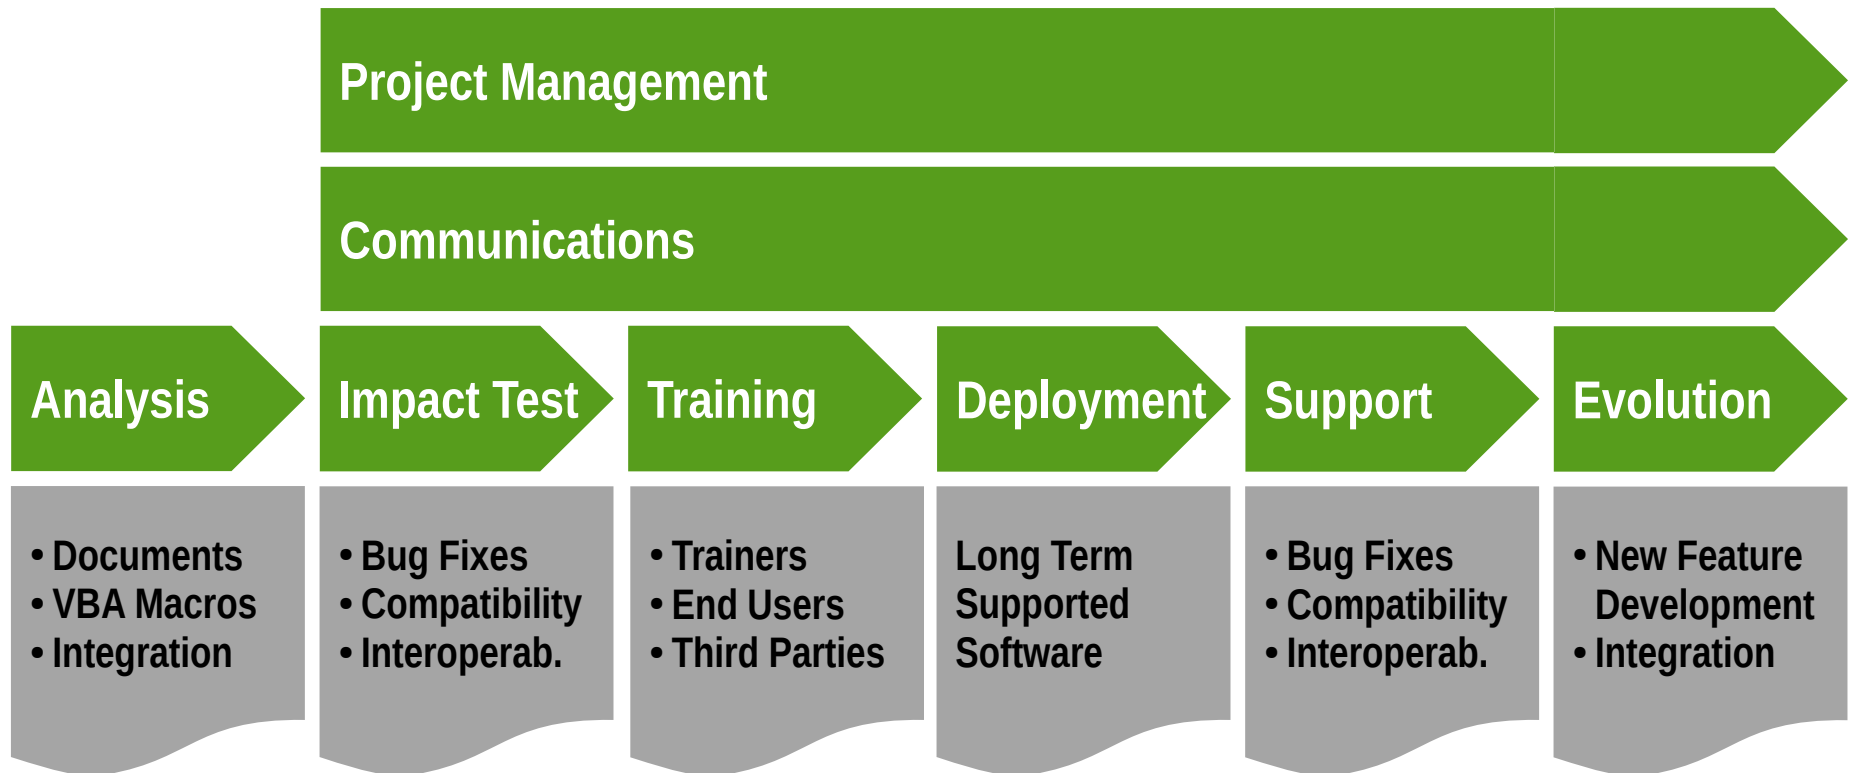 Project Management
Communications
Analysis
Impact Test
Training
Deployment
Support
Evolution
• Documents
• VBA Macros
• Integration
• Bug Fixes
• Compatibility
• Interoperab.
• Trainers
• End Users
• Third Parties
Long Term
Supported
Software
• Bug Fixes
• Compatibility
• Interoperab.
• New Feature
Development
• Integration